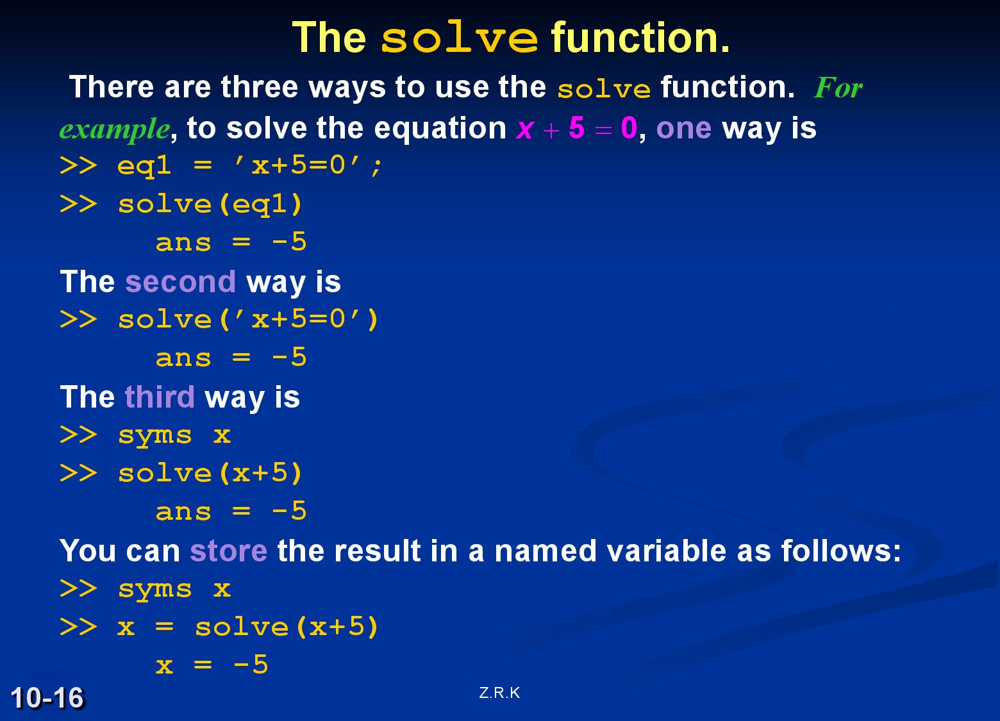 The solve function.
There are three ways to use the solve function. For
example, to solve the equation x + 5 = 0, one way is
>> eq1 = ’x+5=0’;
>> solve(eq1)
ans = -5
The second way is
>> solve(’x+5=0’)
ans = -5
The third way is
>> syms x
>> solve(x+5)
ans = -5
You can store the result in a named variable as follows:
>> syms x
>> x = solve(x+5)
x = -5
10-16
Z.R.K